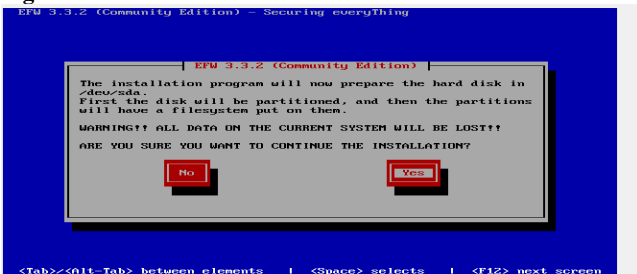 EFW 3.3.2 (Community Edition) - Securing everyThing
EFW 3.3.2 (Community Edition)
The installation program will now prepare the hard disk in
/dev/sda.
First the disk will be partitioned, and then the partitions
will have a filesystem put on them.
WARNING!! ALL DATA ON THE CURRENT SYSTEM WILL BE LOST!!
ARE YOU SURE YOU WANT TO CONTINUE THE INSTALLATION?
No Yes
<Tab>/<Alt-Tab> between elements | <Space> selects | <F12> next screen